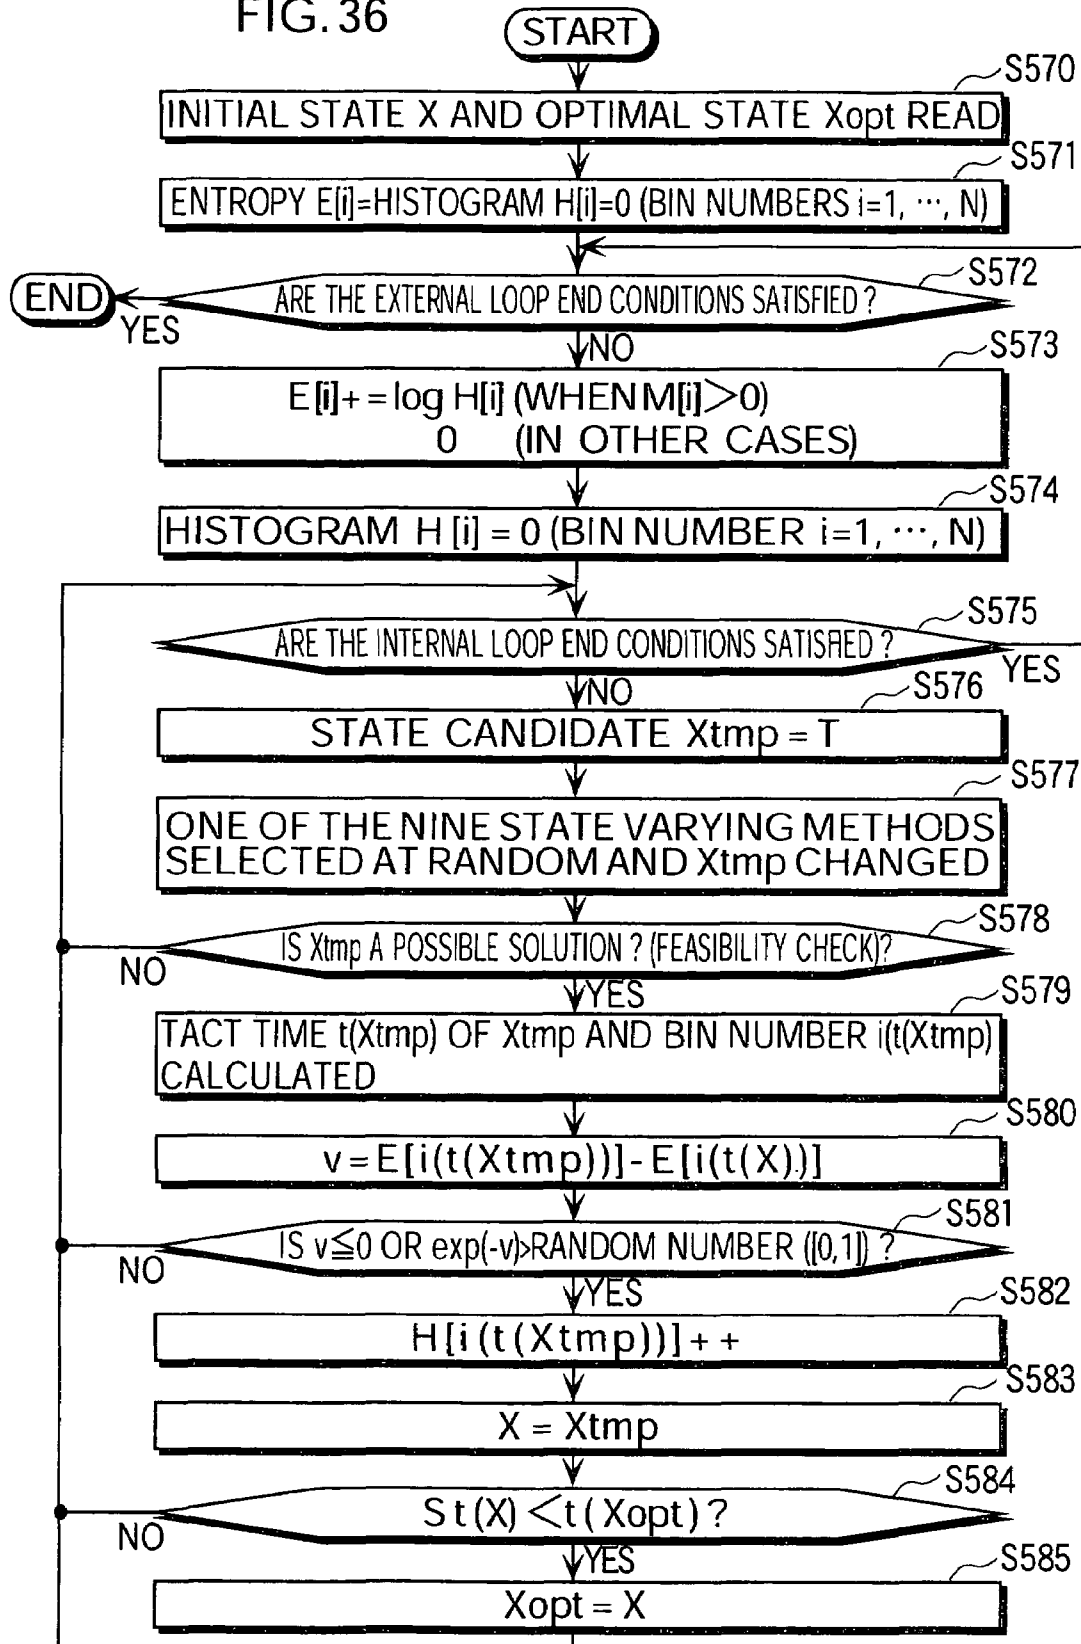 FIG. 36
START
S570
INITIAL STATE X AND OPTIMAL STATE Xopt READ
S571
ENTROPY E[i]=HISTOGRAM H[i]=0 (BIN NUMBERS i=1, ···, N)
S572
ARE THE EXTERNAL LOOP END CONDITIONS SATISFIED ?
END
YES
NO
S573
E[i]+=log H[i] (WHEN M[i]>0)
0 (IN OTHER CASES)
S574
HISTOGRAM H[i]=0 (BIN NUMBER i=1, ···, N)
S575
ARE THE INTERNAL LOOP END CONDITIONS SATISFIED ?
YES
NO
S576
STATE CANDIDATE Xtmp = T
S577
ONE OF THE NINE STATE VARYING METHODS
SELECTED AT RANDOM AND Xtmp CHANGED
S578
IS Xtmp A POSSIBLE SOLUTION ? (FEASIBILITY CHECK)?
NO
YES
S579
TACT TIME t(Xtmp) OF Xtmp AND BIN NUMBER i(t(Xtmp)
CALCULATED
S580
v=E[i(t(Xtmp))]-E[i(t(X).)]
S581
IS v≦0 OR exp(-v)>RANDOM NUMBER ([0,1]) ?
NO
YES
S582
H[i(t(Xtmp))]++
S583
X = Xtmp
S584
St(X)<t(Xopt)?
NO
YES
S585
Xopt = X